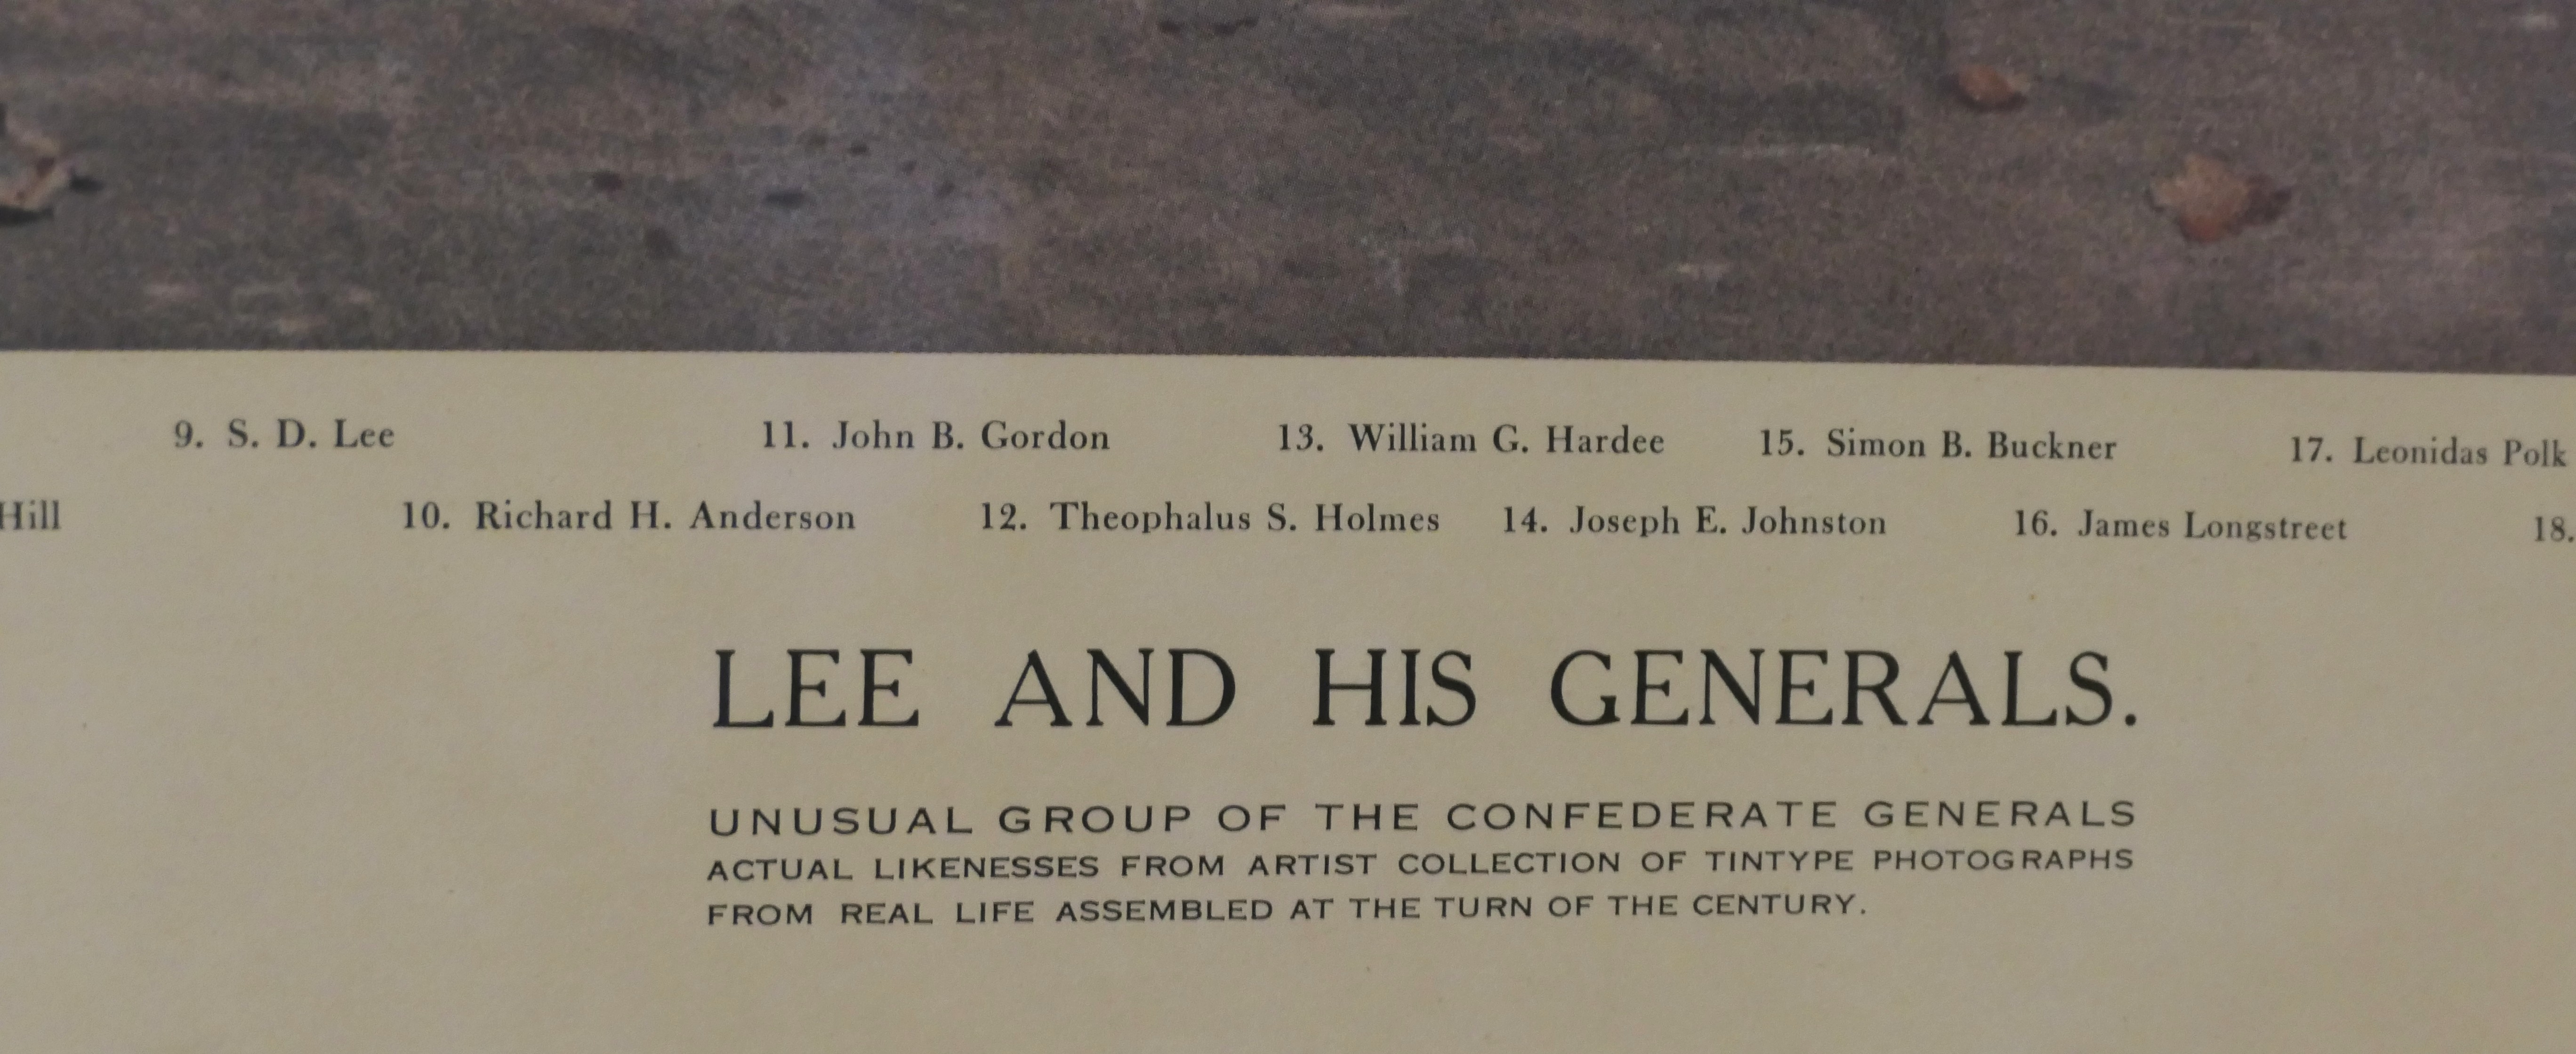 9. S. D. Lee 11. John B. Gordon 13. William G. Hardee 15. Simon B. Buckner 17. Leonidas Polk
Hill 10. Richard H. Anderson 12. Theophalus S. Holmes 14. Joseph E. Johnston 16. James Longstreet 18.
LEE AND HIS GENERALS.
UNUSUAL GROUP OF THE CONFEDERATE GENERALS
ACTUAL LIKENESSES FROM ARTIST COLLECTION OF TINTYPE PHOTOGRAPHS
FROM REAL LIFE ASSEMBLED AT THE TURN OF THE CENTURY.